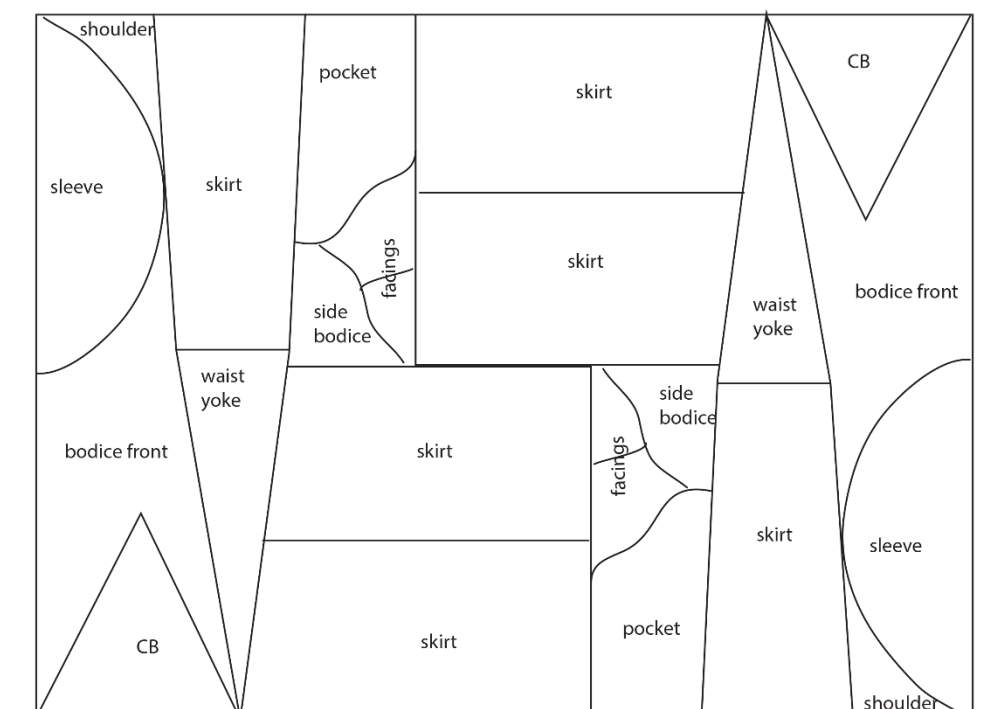 shoulder
pocket
CB
skirt
sleeve
skirt
facings
skirt
side
bodice
waist
yoke
bodice front
waist
yoke
bodice front
skirt
side
bodice
facings
skirt
sleeve
CB
skirt
pocket
shoulder